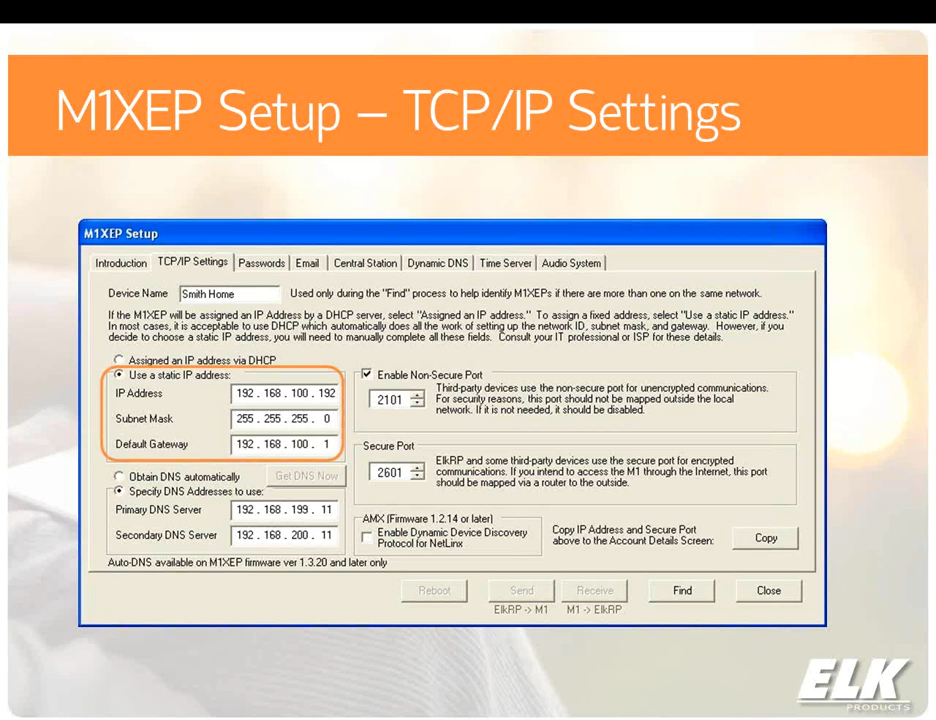 M1XEP Setup – TCP/IP Settings
M1XEP Setup
Introduction TCP/IP Settings Passwords Email Central Station Dynamic DNS Time Server Audio System
Device Name Smith Home Used only during the "Find" process to help identify M1XEPs if there are more than one on the same network.
If the M1XEP will be assigned an IP Address by a DHCP server, select "Assigned an IP address." To assign a fixed address, select "Use a static IP address."
In most cases, it is acceptable to use DHCP which automatically does all the work of setting up the network ID, subnet mask, and gateway. However, if you
decide to choose a static IP address, you will need to manually complete all these fields. Consult your IT professional or ISP for these details.
Assigned an IP address via DHCP
Use a static IP address:
IP Address 192 . 168 . 100 . 192
Subnet Mask 255 . 255 . 255 . 0
Default Gateway 192 . 168 . 100 . 1
Obtain DNS automatically Get DNS Now
Specify DNS Addresses to use:
Primary DNS Server 192 . 168 . 199 . 11
Secondary DNS Server 192 . 168 . 200 . 11
Auto-DNS available on M1XEP firmware ver 1.3.20 and later only
Enable Non-Secure Port
2101
Third-party devices use the non-secure port for unencrypted communications.
For security reasons, this port should not be mapped outside the local
network. If it is not needed, it should be disabled.
Secure Port
2601
ElkRP and some third-party devices use the secure port for encrypted
communications. If you intend to access the M1 through the Internet, this port
should be mapped via a router to the outside.
AMX (Firmware 1.2.14 or later)
Enable Dynamic Device Discovery
Protocol for NetLinx
Copy IP Address and Secure Port
above to the Account Details Screen:
Copy
Reboot Send Receive Find Close
ElkRP -> M1 M1 -> ElkRP
ELK
PRODUCTS